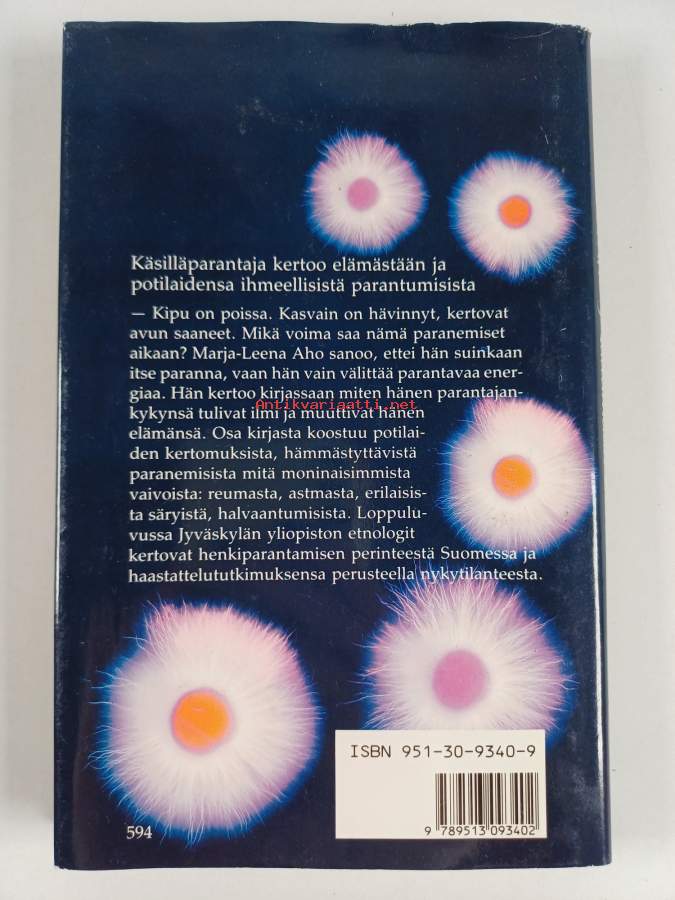 Käsilläparantaja kertoo elämästään ja
potilaidensa ihmeellisistä parantumisista
— Kipu on poissa. Kasvain on hävinnyt, kertovat
avun saaneet. Mikä voima saa nämä paranemiset
aikaan? Marja-Leena Aho sanoo, ettei hän suinkaan
itse paranna, vaan hän vain välittää parantavaa ener-
giaa. Hän kertoo kirjassaan miten hänen parantajan-
Antikvariaatti.net
kykynsä tulivat ilmi ja muuttivat hänen
elämänsä. Osa kirjasta koostuu potilai-
den kertomuksista, hämmästyttävistä
paranemisista mitä moninaisimmista
vaivoista: reumasta, astmasta, erilaisis-
ta säryistä, halvaantumisista. Loppulu-
vussa Jyväskylän yliopiston etnologit
kertovat henkiparantamisen perinteestä Suomessa ja
haastattelututkimuksensa perusteella nykytilanteesta.
ISBN 951-30-9340-9
9 789513 093402
594